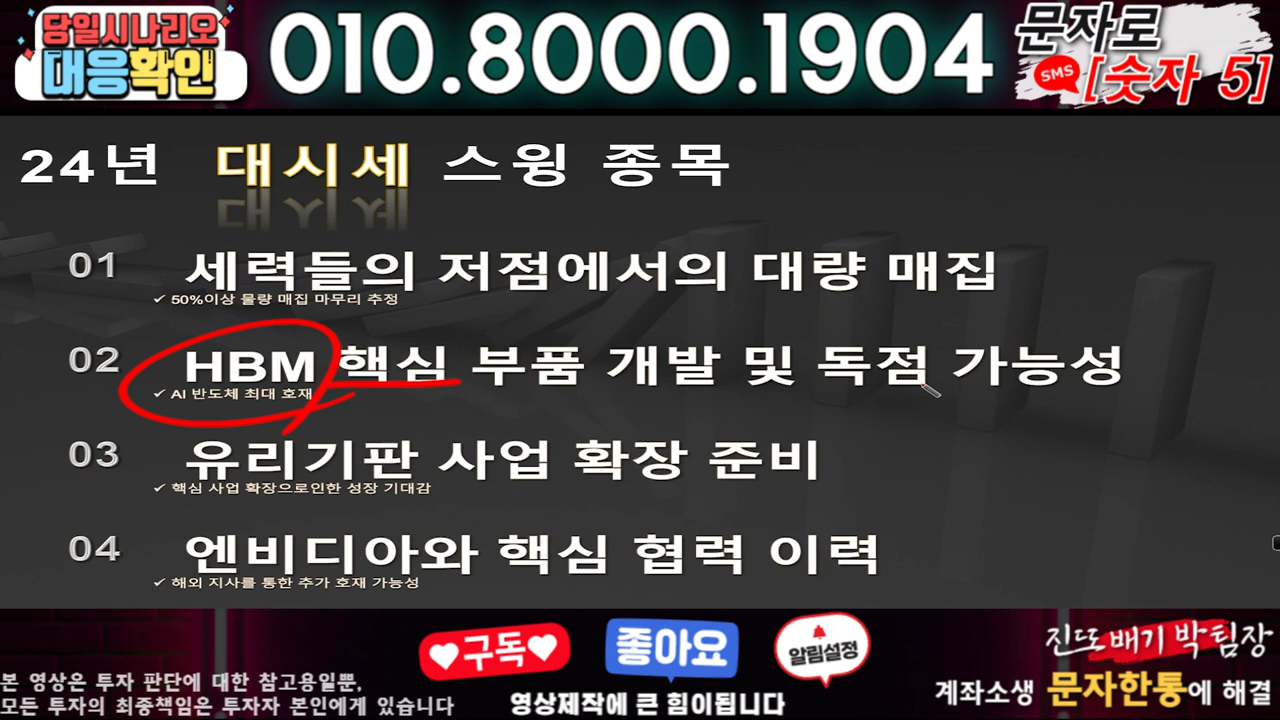 당일시나리오
대응확인
010.8000.1904
문자로
SMS [숫자 5]
24년 대시세 스윙 종목
01 세력들의 저점에서의 대량 매집
✓ 50%이상 물량 매집 마무리 추정
02 HBM 핵심 부품 개발 및 독점 가능성
✓ AI 반도체 최대 호재
03 유리기판 사업 확장 준비
✓ 핵심 사업 확장으로인한 성장 기대감
04 엔비디아와 핵심 협력 이력
✓ 해외 지사를 통한 추가 호재 가능성
구독
좋아요
알림설정
영상제작에 큰 힘이됩니다
본 영상은 투자 판단에 대한 참고용일뿐,
모든 투자의 최종책임은 투자자 본인에게 있습니다
진또배기 박팀장
계좌소생 문자한통에 해결